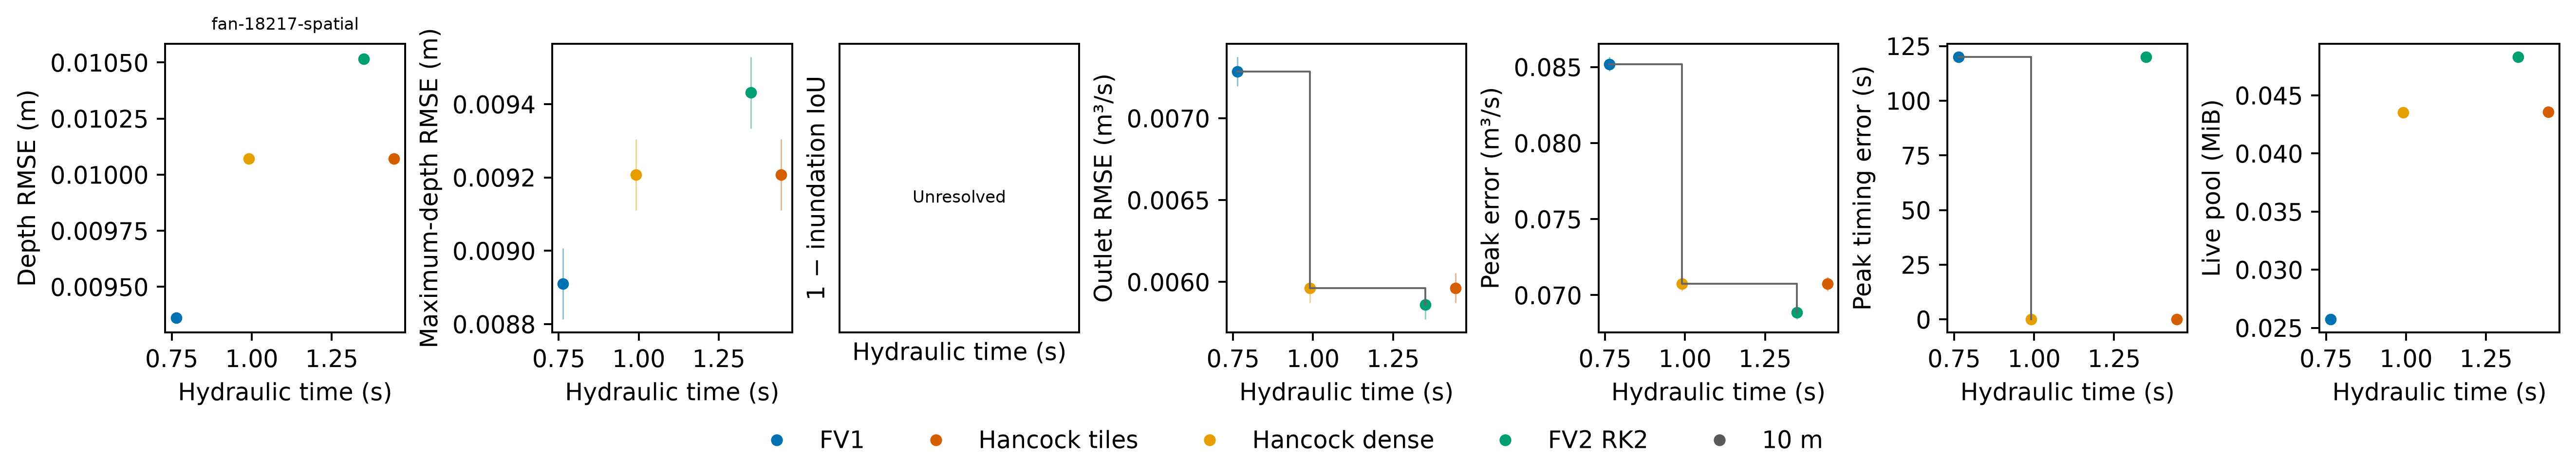 fan-18217-spatial
Depth RMSE (m)
0.01050
0.01025
0.01000
0.00975
0.00950
0.75 1.00 1.25
Hydraulic time (s)
Maximum-depth RMSE (m)
0.0094
0.0092
0.0090
0.0088
0.75 1.00 1.25
Hydraulic time (s)
1 − inundation IoU
Unresolved
Hydraulic time (s)
Outlet RMSE (m³/s)
0.0070
0.0065
0.0060
0.75 1.00 1.25
Hydraulic time (s)
Peak error (m³/s)
0.085
0.080
0.075
0.070
0.75 1.00 1.25
Hydraulic time (s)
Peak timing error (s)
125
100
75
50
25
0
0.75 1.00 1.25
Hydraulic time (s)
Live pool (MiB)
0.045
0.040
0.035
0.030
0.025
0.75 1.00 1.25
Hydraulic time (s)
FV1 Hancock tiles Hancock dense FV2 RK2 10 m